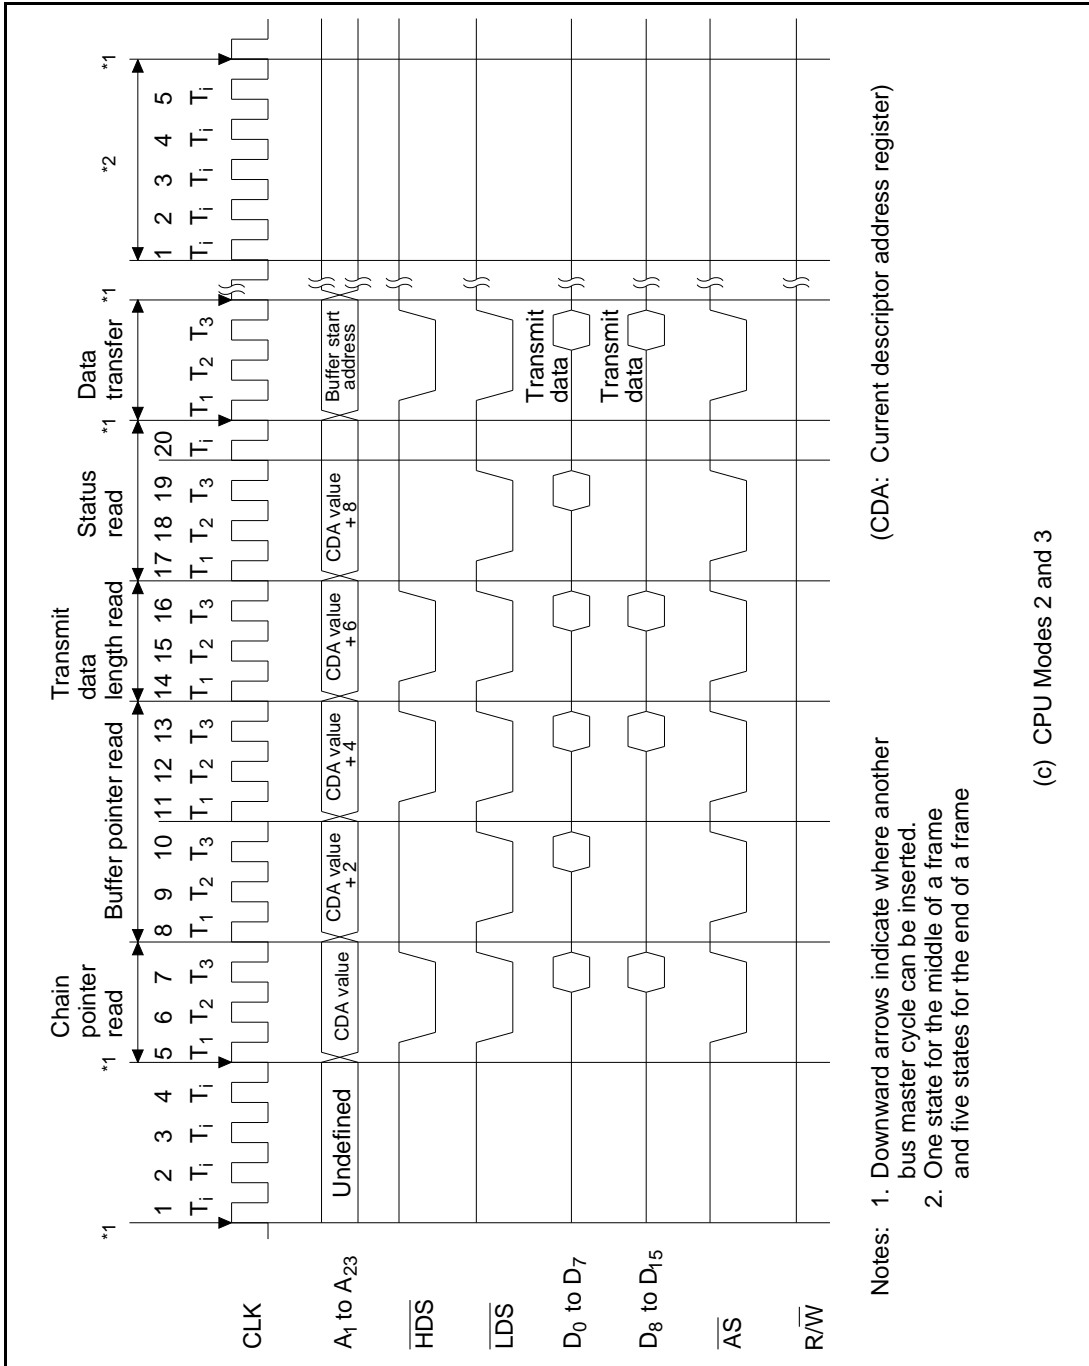 *1
*1
*1
*1
*1
*2
Chain
pointer
read
Buffer pointer read
Transmit
data
length read
Status
read
Data
transfer
1 2 3 4 5 6 7 8 9 10 11 12 13 14 15 16 17 18 19 20 1 2 3 4 5
Ti Ti Ti Ti T1 T2 T3 T1 T2 T3 T1 T2 T3 T1 T2 T3 T1 T2 T3 Ti T1 T2 T3 Ti Ti Ti Ti Ti
CLK
A1 to A23
Undefined
CDA value
CDA value
+ 2
CDA value
+ 4
CDA value
+ 6
CDA value
+ 8
Buffer start
address
HDS
LDS
D0 to D7
Transmit
data
D8 to D15
Transmit
data
AS
R/W
Notes: 1. Downward arrows indicate where another
bus master cycle can be inserted.
2. One state for the middle of a frame
and five states for the end of a frame
(CDA: Current descriptor address register)
(c) CPU Modes 2 and 3